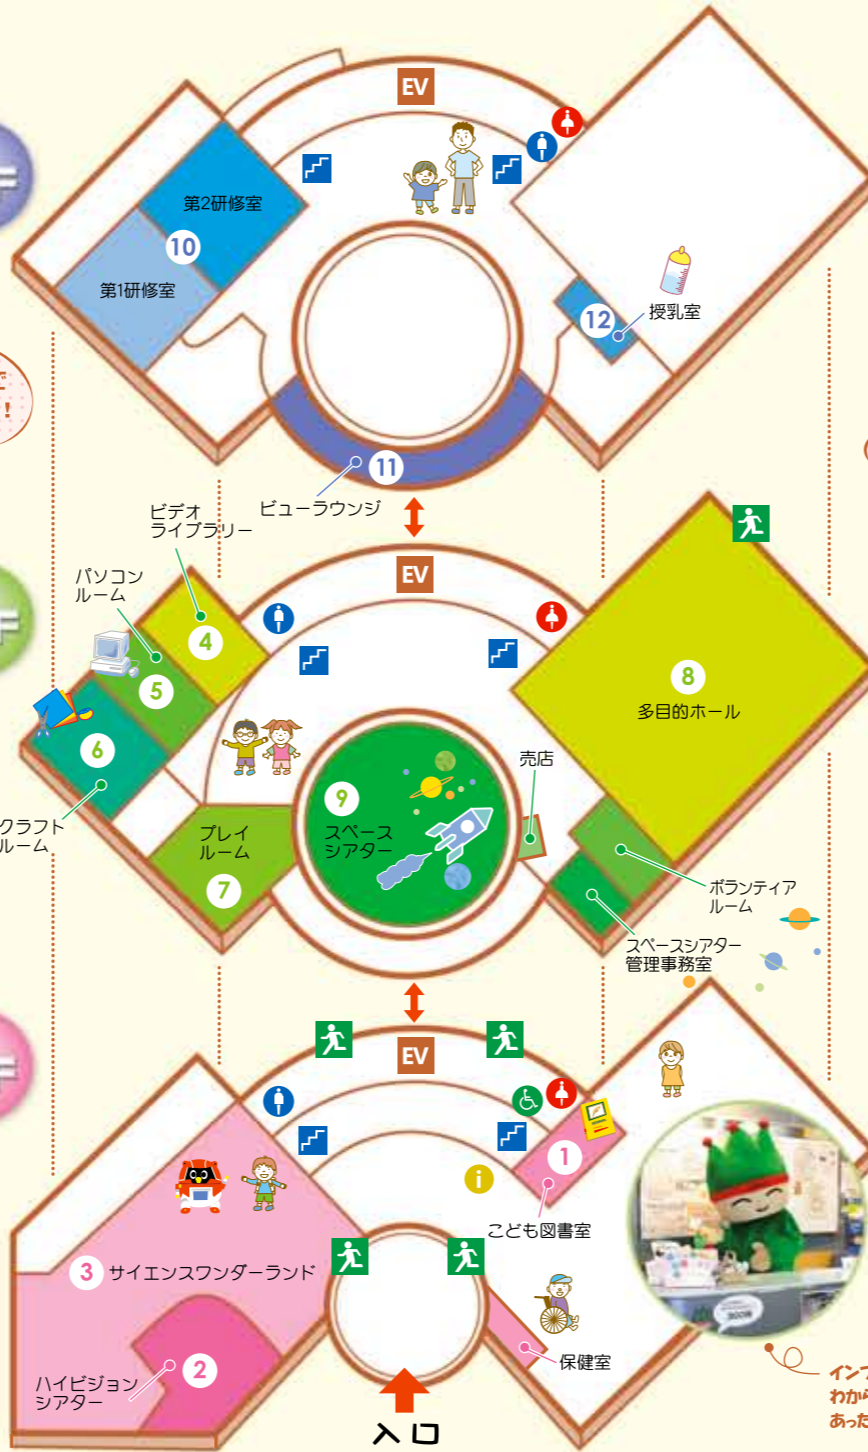 EV
第2研修室
10
第1研修室
12
授乳室
11
ビューラウンジ
ビデオ
ライブラリー
EV
パソコン
ルーム
4
5
6
クラフト
ルーム
8
多目的ホール
9
スペース
シアター
売店
プレイ
ルーム
7
ボランティア
ルーム
スペースシアター
管理事務室
EV
1
i
こども図書室
3
サイエンスワンダーランド
2
ハイビジョン
シアター
保健室
入口
わから
あった